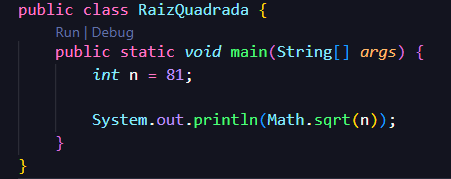 public class RaizQuadrada {
Run | Debug
public static void main(String[] args) {
int n = 81;
System.out.println(Math.sqrt(n));
}
}